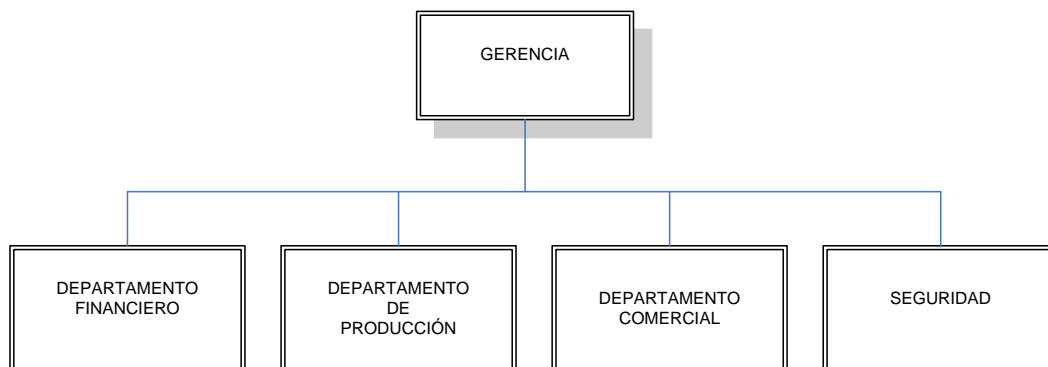 GERENCIA
DEPARTAMENTO
FINANCIERO
DEPARTAMENTO
DE
PRODUCCIÓN
DEPARTAMENTO
COMERCIAL
SEGURIDAD